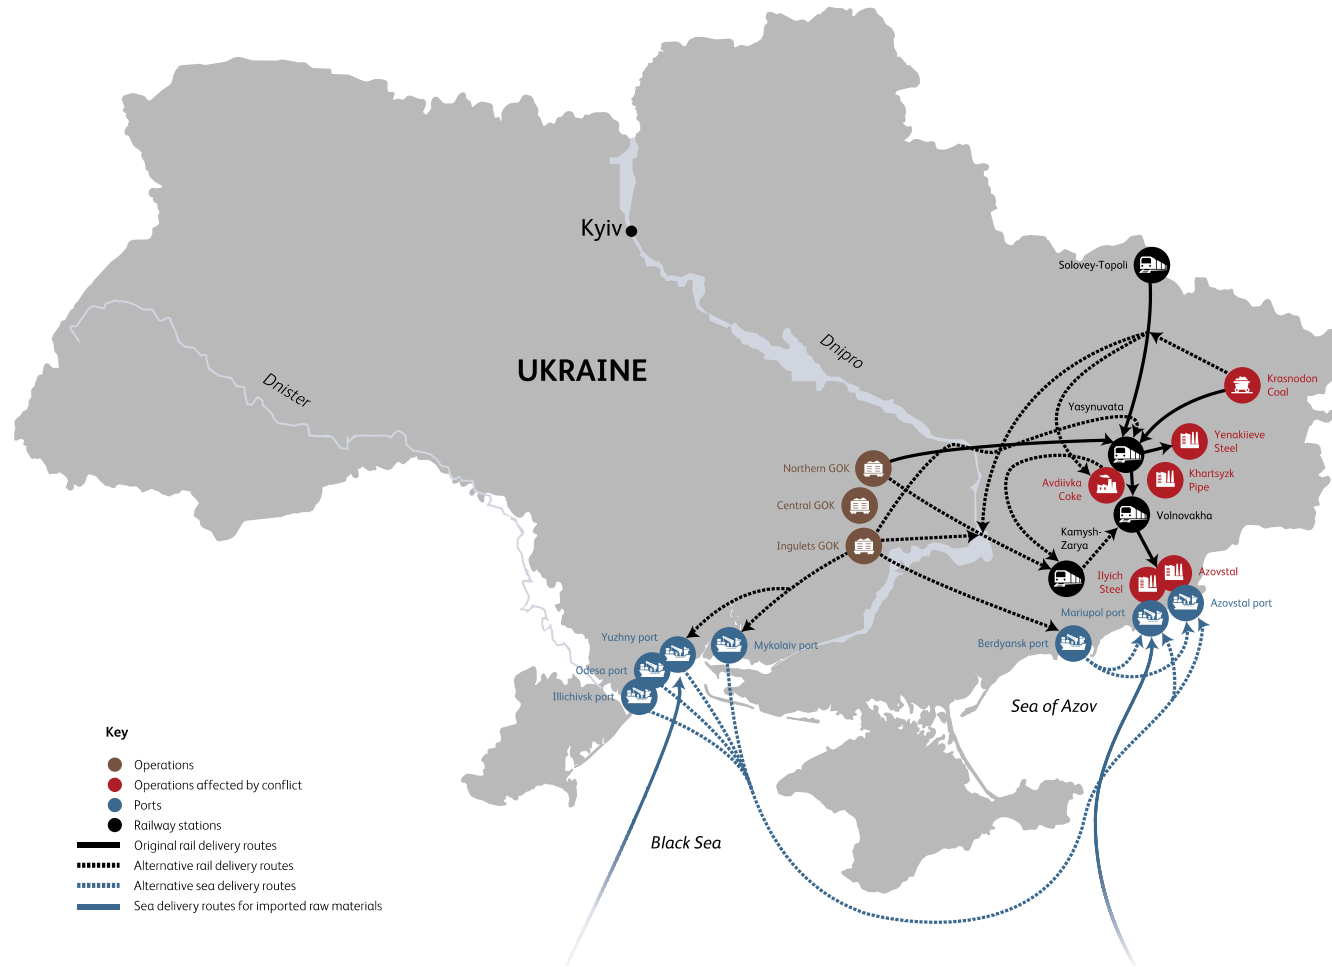 Kyiv
Solovey-Topoli
Dnipro
UKRAINE
Dnister
Krasnodon
Coal
Yasynuvata
Yenakiieve
Steel
Northern GOK
Khartsyzk
Pipe
Avdiivka
Coke
Central GOK
Volnovakha
Kamysh-
Zarya
Ingulets GOK
Ilyich
Steel
Azovstal
Azovstal port
Mariupol port
Yuzhny port
Mykolaiv port
Berdyansk port
Odesa port
Illichivsk port
Sea of Azov
Black Sea
Key
Operations
Operations affected by conflict
Ports
Railway stations
Original rail delivery routes
Alternative rail delivery routes
Alternative sea delivery routes
Sea delivery routes for imported raw materials